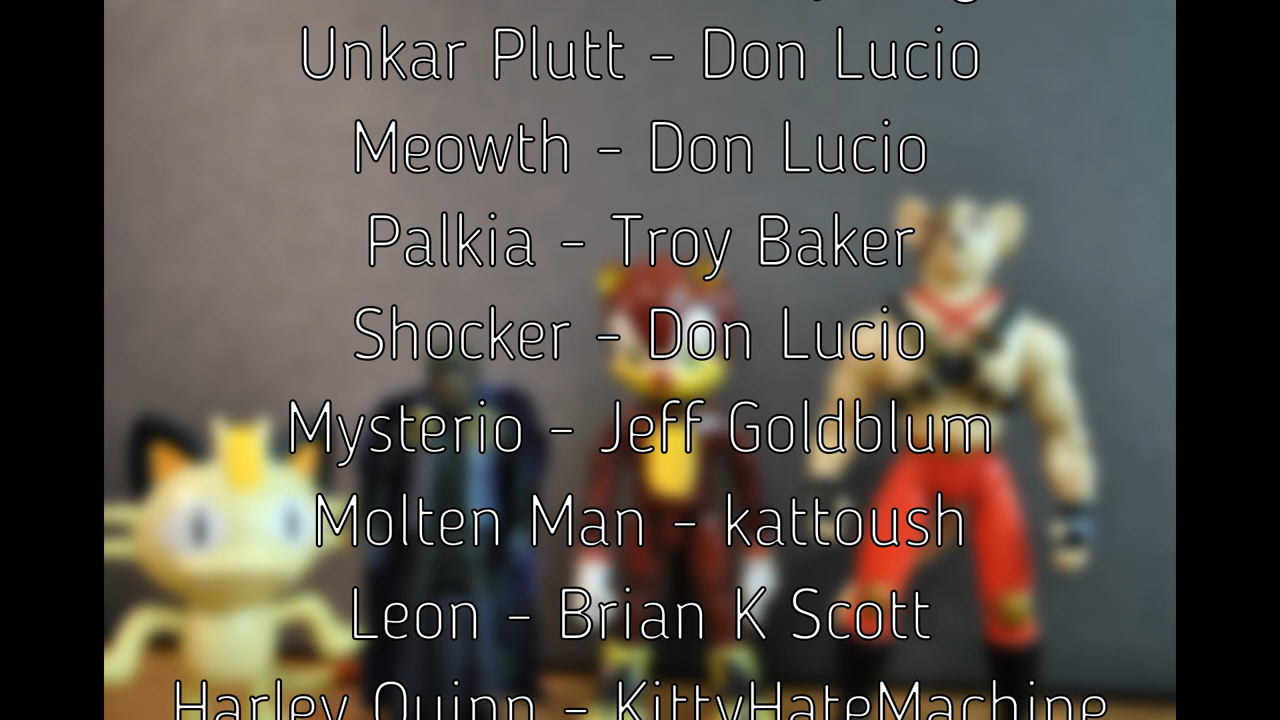 Unkar Plutt - Don Lucio
Meowth - Don Lucio
Palkia - Troy Baker
Shocker - Don Lucio
Mysterio - Jeff Goldblum
Molten Man - kattoush
Leon - Brian K Scott
Harley Quinn - KittyHateMachine